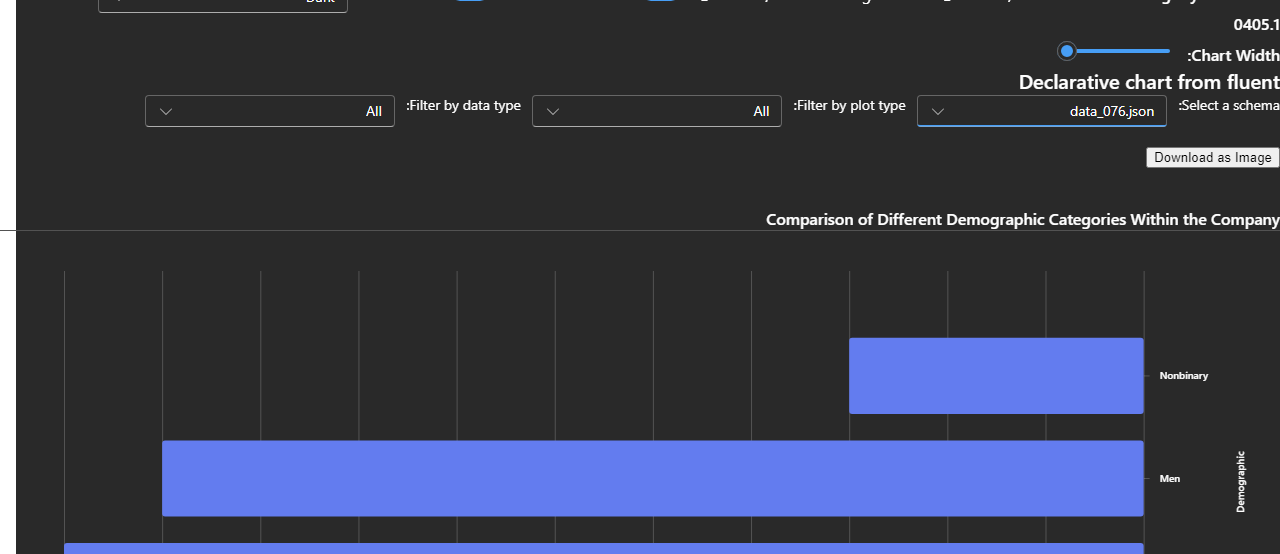 0405.1
:Chart Width
Declarative chart from fluent
:Select a schema
data_076.json
:Filter by plot type
All
:Filter by data type
All
Download as Image
Comparison of Different Demographic Categories Within the Company
Nonbinary
Men
Demographic